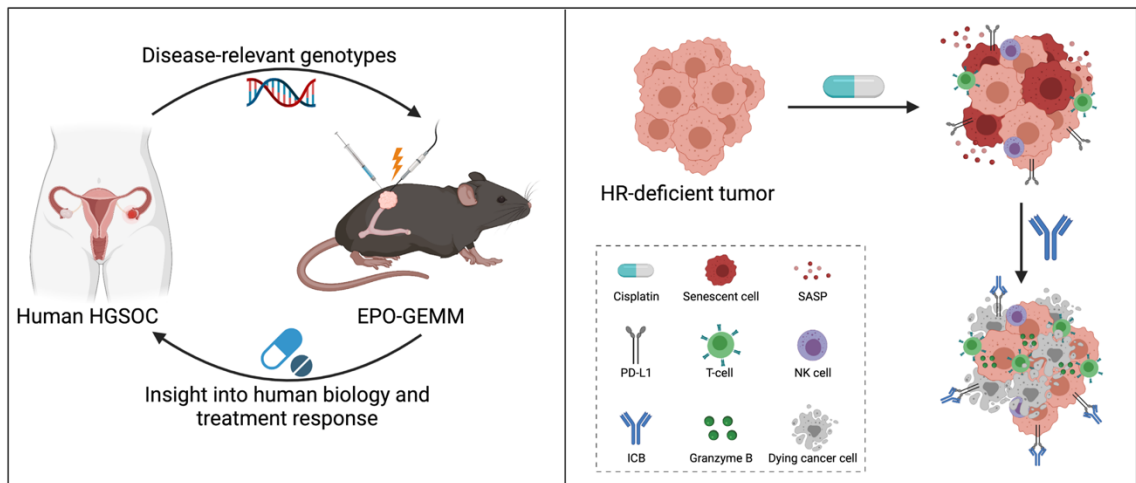 Disease-relevant genotypes
Human HGSOC
EPO-GEMM
Insight into human biology and
treatment response
HR-deficient tumor
Cisplatin
Senescent cell
SASP
PD-L1
T-cell
NK cell
ICB
Granzyme B
Dying cancer cell